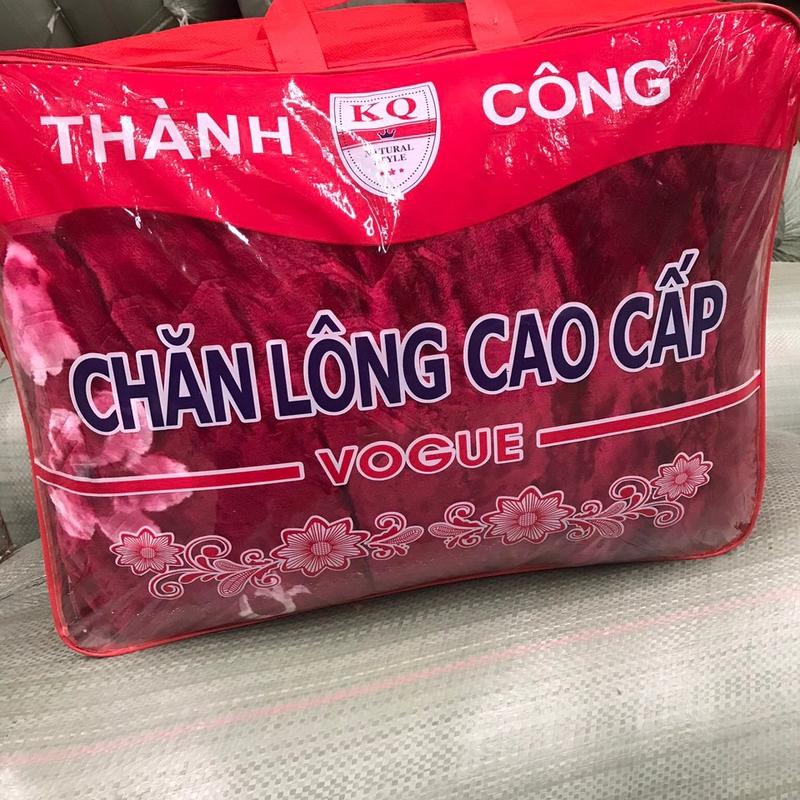 THÀNH CÔNG
KQ
NATURAL
STYLE
CHĂN LÔNG CAO CẤP
VOGUE